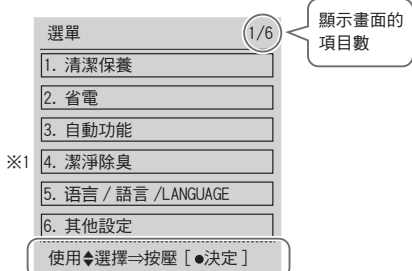 選單 1/6
顯示畫面的
項目數
1. 清潔保養
2. 省電
3. 自動功能
※1 4. 潔淨除臭
5. 语言 / 語言 /LANGUAGE
6. 其他設定
使用♦選擇⇒按壓［●決定］